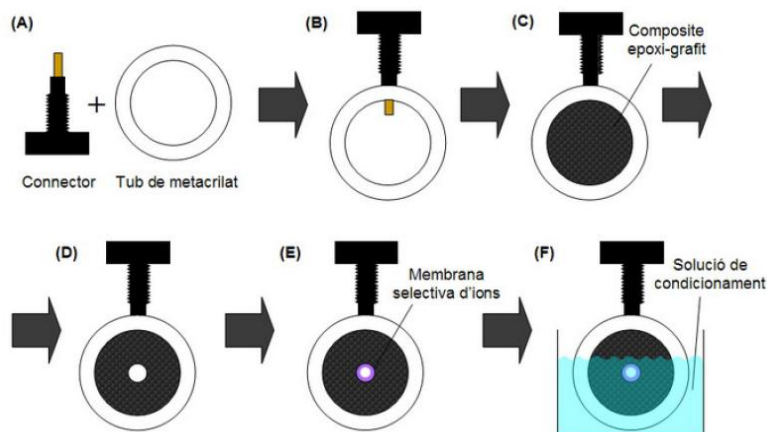 (A)
(B)
(C)
Composite
epoxi-grafit
+
Connector
Tub de metacrilat
(D)
(E)
(F)
Membrana
selectiva d'ions
Solució de
condicionament